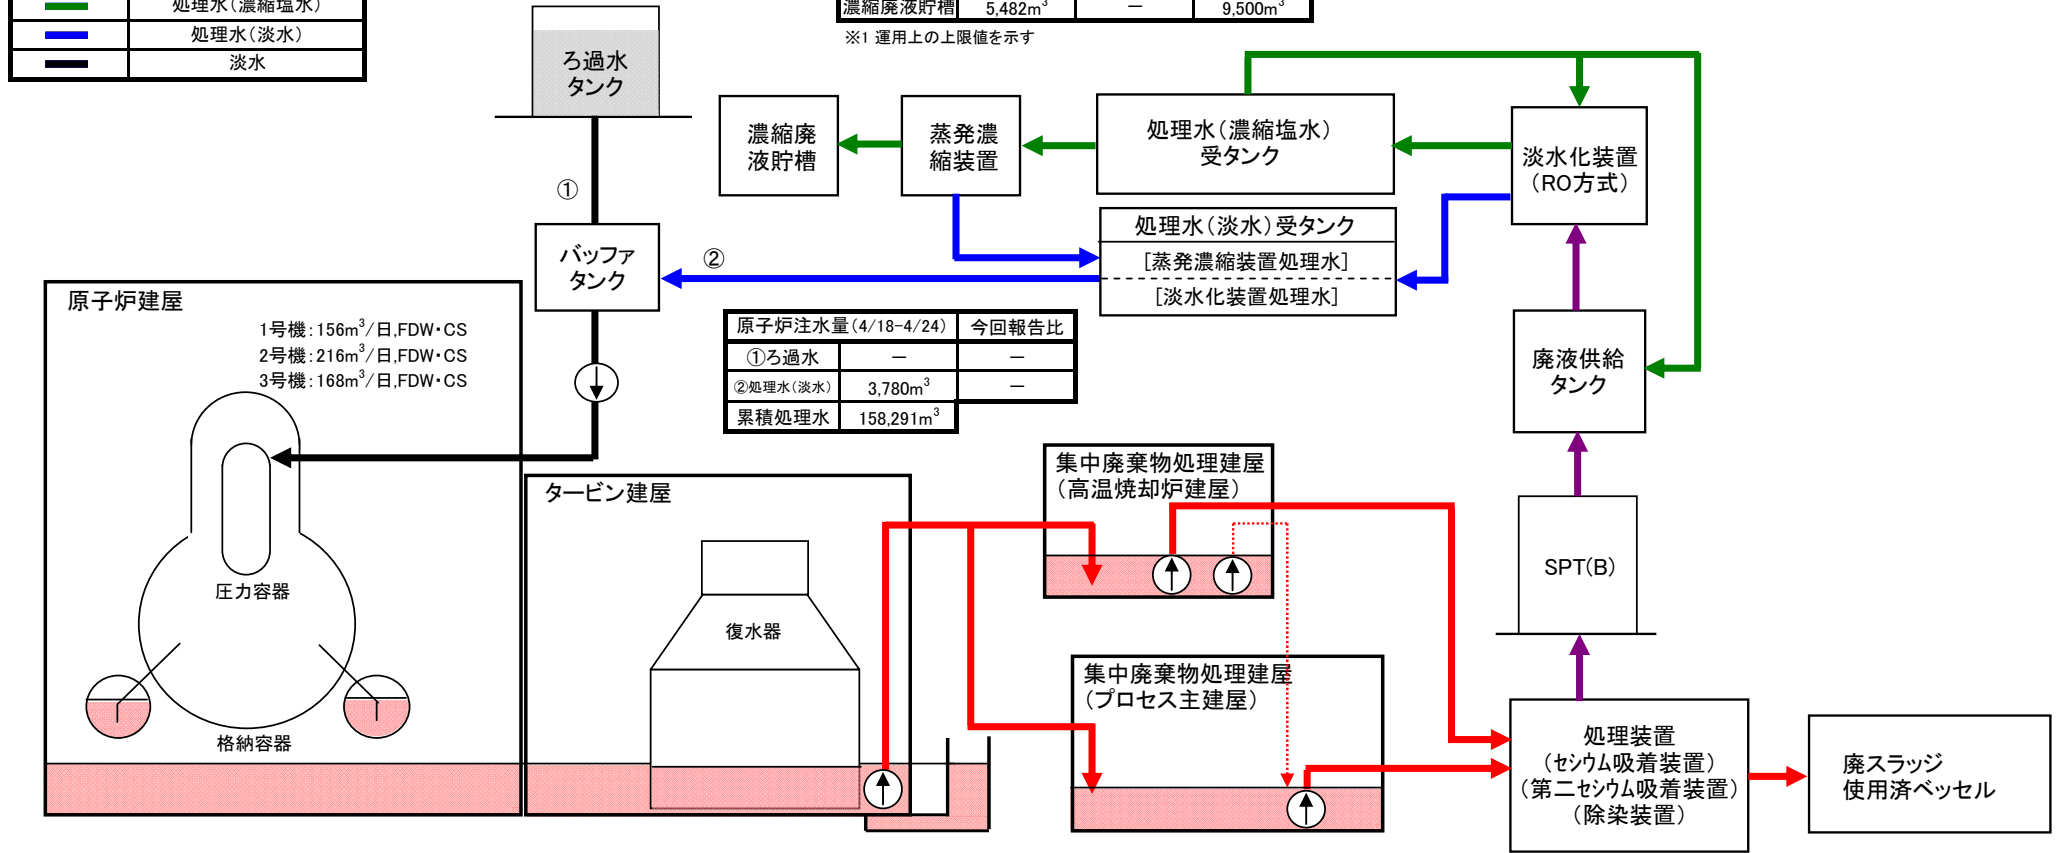 処理水(濃縮塩水)
処理水(淡水)
淡水
濃縮廃液貯槽 5,482m³ － 9,500m³
※1 運用上の上限値を示す
ろ過水
タンク
濃縮廃
液貯槽
蒸発濃
縮装置
処理水(濃縮塩水)
受タンク
淡水化装置
(RO方式)
①
処理水(淡水)受タンク
[蒸発濃縮装置処理水]
[淡水化装置処理水]
バッファ
タンク
②
原子炉建屋
1号機:156m³/日,FDW・CS
2号機:216m³/日,FDW・CS
3号機:168m³/日,FDW・CS
原子炉注水量(4/18-4/24) 今回報告比
①ろ過水 － －
②処理水(淡水) 3,780m³ －
累積処理水 158,291m³
廃液供給
タンク
圧力容器
格納容器
タービン建屋
復水器
集中廃棄物処理建屋
(高温焼却炉建屋)
SPT(B)
集中廃棄物処理建屋
(プロセス主建屋)
処理装置
(セシウム吸着装置)
(第二セシウム吸着装置)
(除染装置)
廃スラッジ
使用済ベッセル